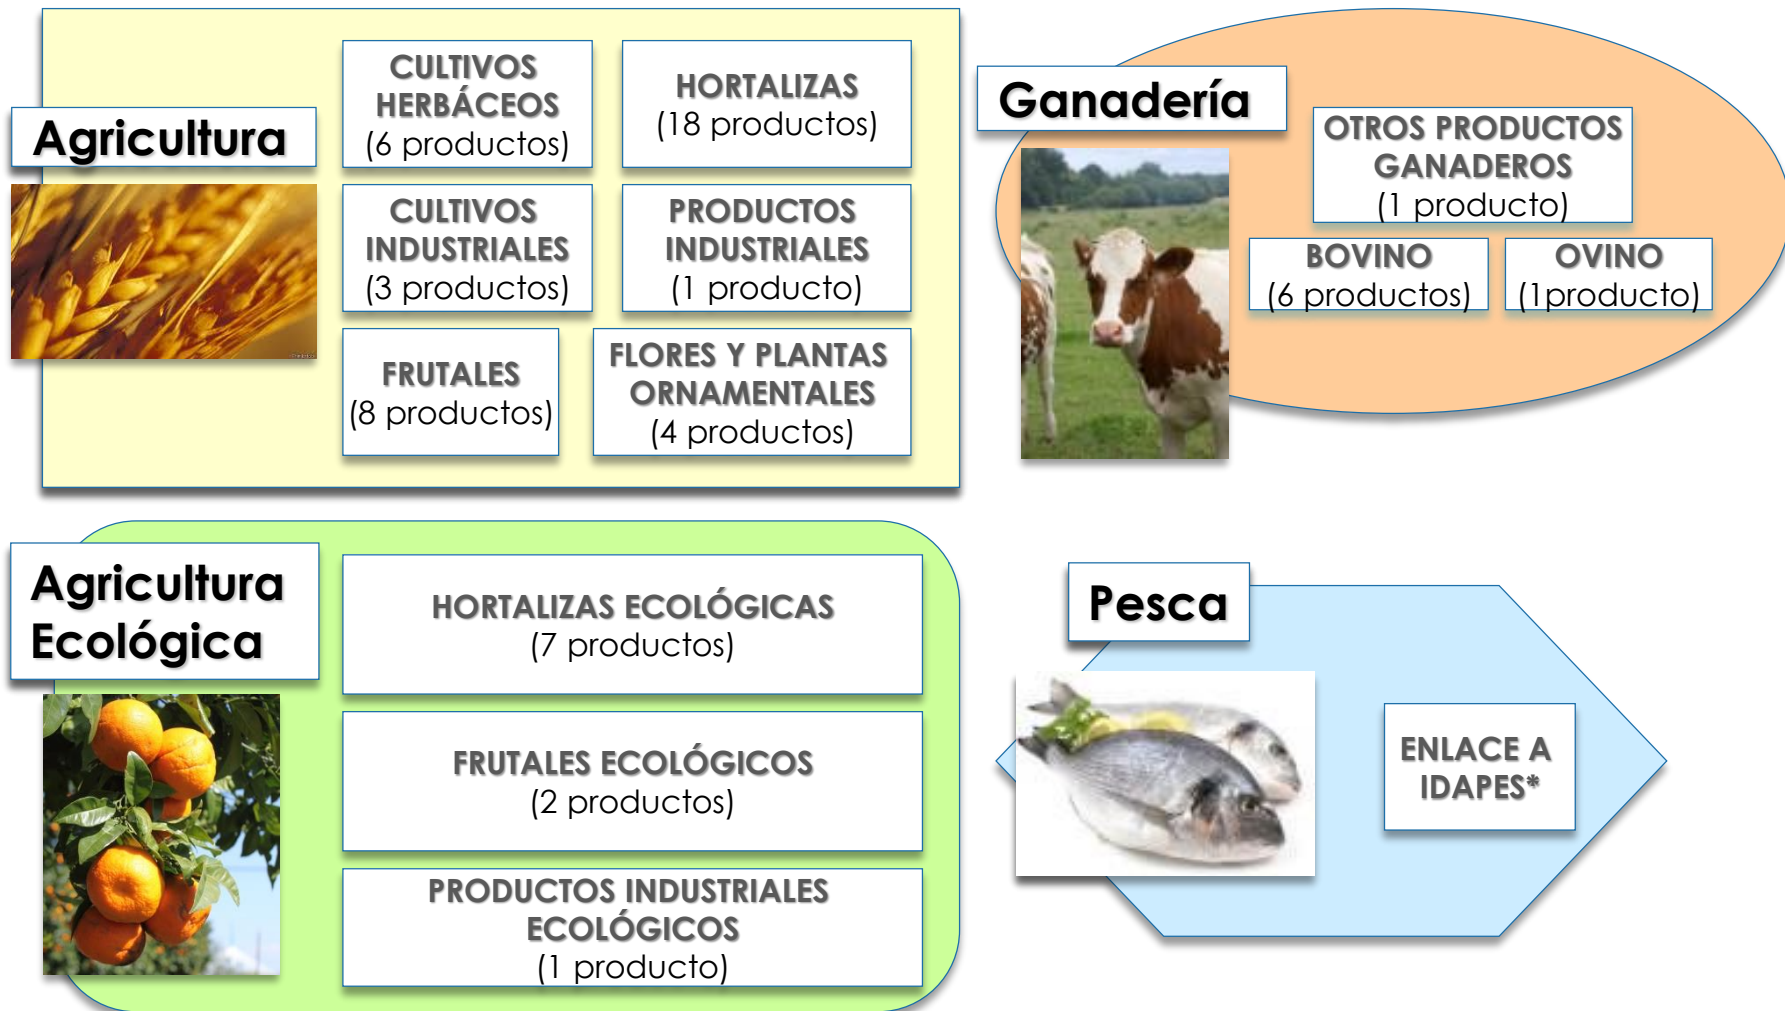 Agricultura
CULTIVOS
HERBÁCEOS
(6 productos)
HORTALIZAS
(18 productos)
CULTIVOS
INDUSTRIALES
(3 productos)
PRODUCTOS
INDUSTRIALES
(1 producto)
FRUTALES
(8 productos)
FLORES Y PLANTAS
ORNAMENTALES
(4 productos)
Ganadería
OTROS PRODUCTOS
GANADEROS
(1 producto)
BOVINO
(6 productos)
OVINO
(1producto)
Agricultura
Ecológica
HORTALIZAS ECOLÓGICAS
(7 productos)
FRUTALES ECOLÓGICOS
(2 productos)
PRODUCTOS INDUSTRIALES
ECOLÓGICOS
(1 producto)
Pesca
ENLACE A
IDAPES*